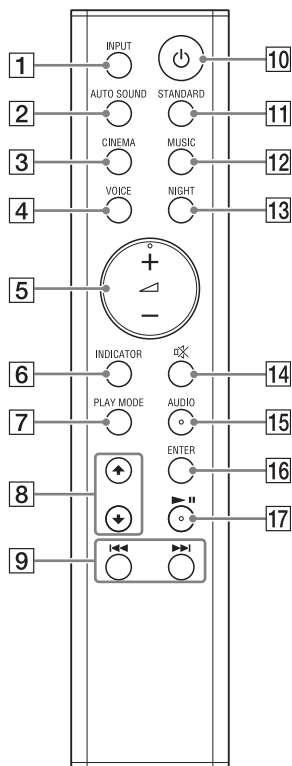 INPUT
1
10
AUTO SOUND
STANDARD
2
11
CINEMA
MUSIC
3
12
VOICE
NIGHT
4
13
+
5
−
INDICATOR
6
14
PLAY MODE
AUDIO
7
15
ENTER
8
16
17
9